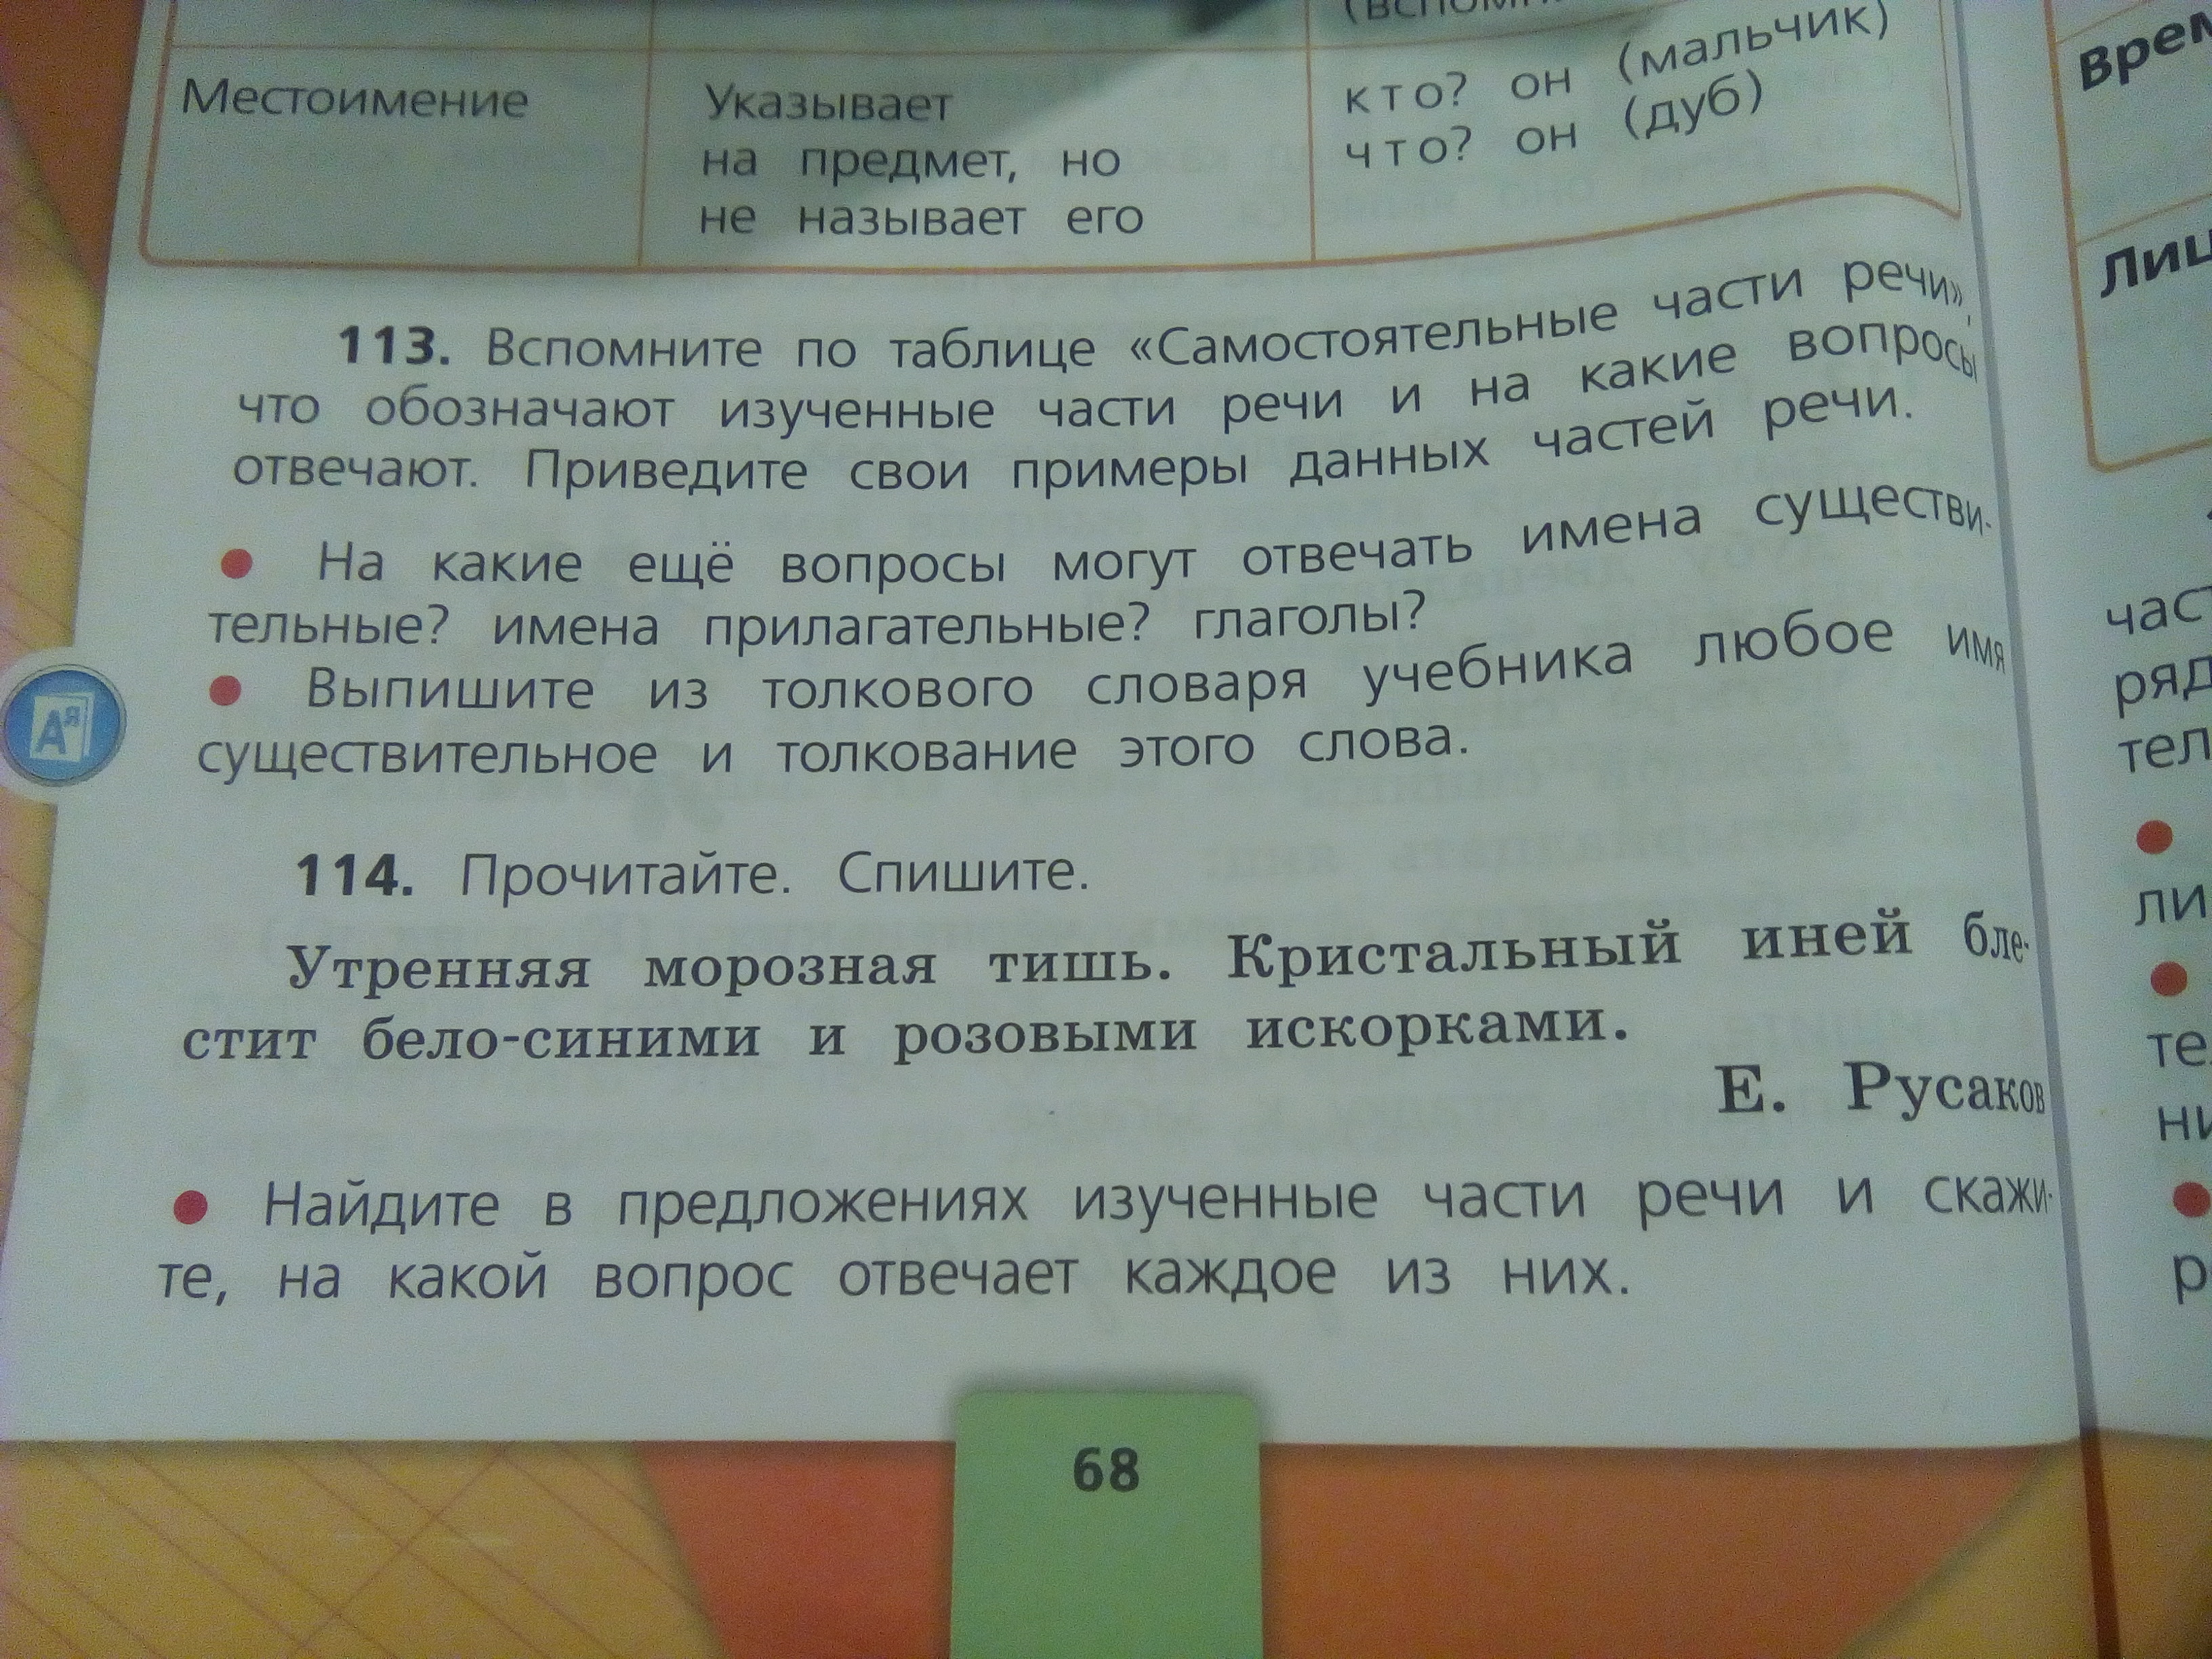 Местоимение
Указывает
на предмет, но
не называет его
кто? он (мальчик)
что? он (дуб)
113. Вспомните по таблице «Самостоятельные части речи»,
что обозначают изученные части речи и на какие вопросы
отвечают. Приведите свои примеры данных частей речи.
• На какие ещё вопросы могут отвечать имена существи-
тельные? имена прилагательные? глаголы?
• Выпишите из толкового словаря учебника любое имя
существительное и толкование этого слова.
114. Прочитайте. Спишите.
Утренняя морозная тишь. Кристальный иней бле-
стит бело-синими и розовыми искорками.
Е. Русаков
• Найдите в предложениях изученные части речи и скажи-
те, на какой вопрос отвечает каждое из них.
68